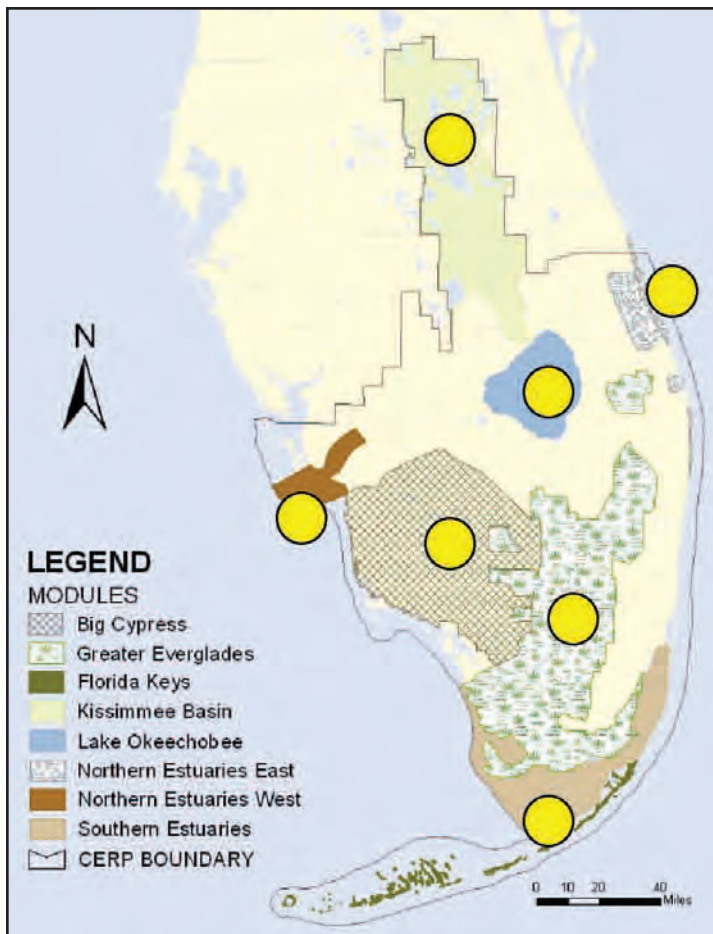 N
LEGEND
MODULES
Big Cypress
Greater Everglades
Florida Keys
Kissimmee Basin
Lake Okeechobee
Northern Estuaries East
Northern Estuaries West
Southern Estuaries
CERP BOUNDARY
0 10 20 40
Miles